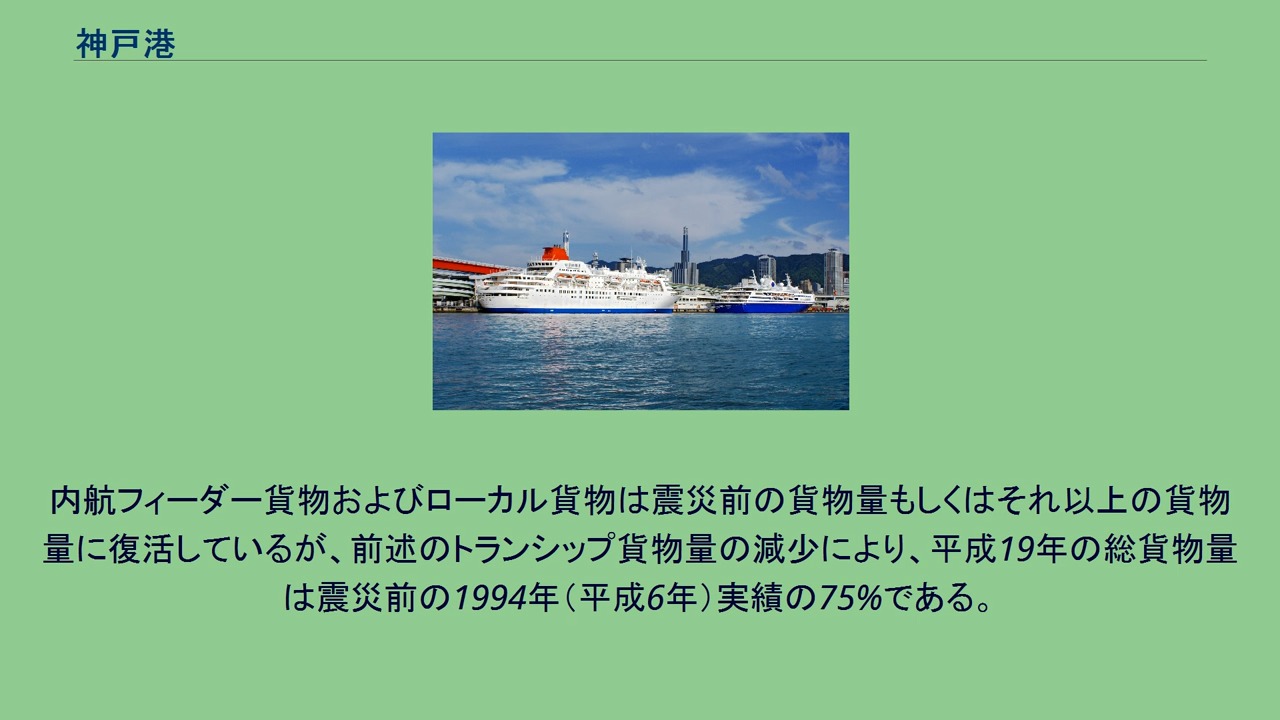 神戸港
内航フィーダー貨物およびローカル貨物は震災前の貨物量もしくはそれ以上の貨物
量に復活しているが、前述のトランシップ貨物量の減少により、平成19年の総貨物量
は震災前の1994年（平成6年）実績の75%である。